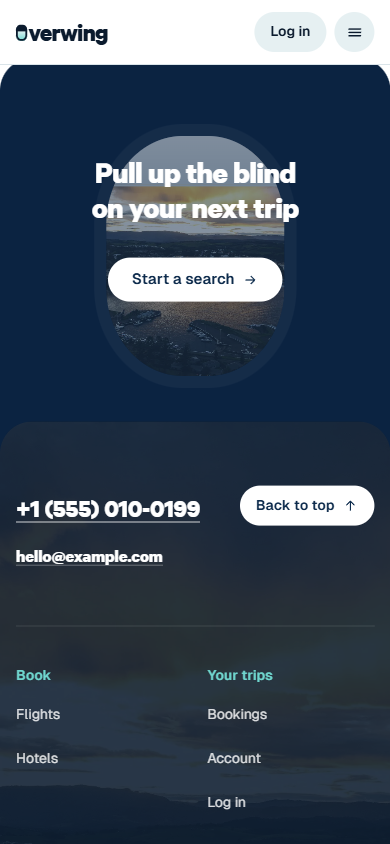 Overwing
Log in
Pull up the blind
on your next trip
Start a search
+1 (555) 010-0199
Back to top
hello@example.com
Book
Your trips
Flights
Bookings
Hotels
Account
Log in